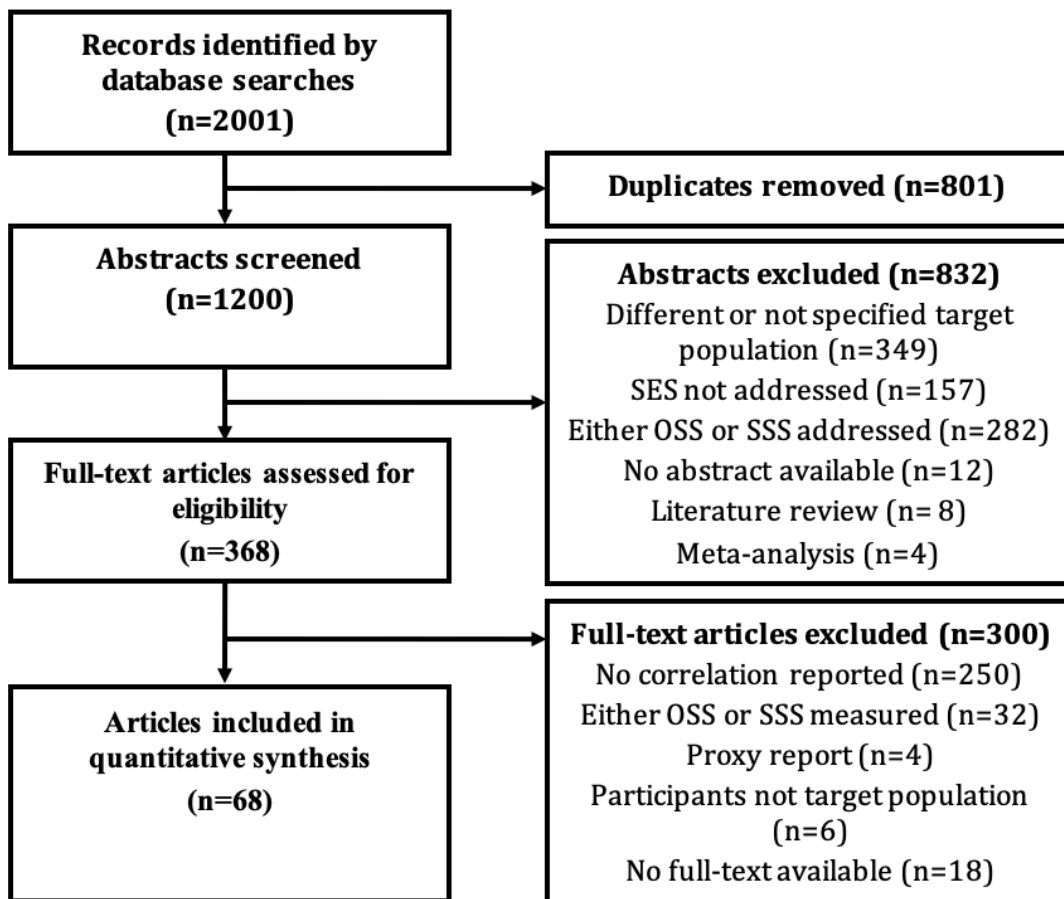 Records identified by
database searches
(n=2001)
Duplicates removed (n=801)
Abstracts screened
(n=1200)
Abstracts excluded (n=832)
Different or not specified target
population (n=349)
SES not addressed (n=157)
Either OSS or SSS addressed (n=282)
No abstract available (n=12)
Literature review (n= 8)
Meta-analysis (n=4)
Full-text articles assessed for
eligibility
(n=368)
Full-text articles excluded (n=300)
No correlation reported (n=250)
Either OSS or SSS measured (n=32)
Proxy report (n=4)
Participants not target population
(n=6)
No full-text available (n=18)
Articles included in
quantitative synthesis
(n=68)